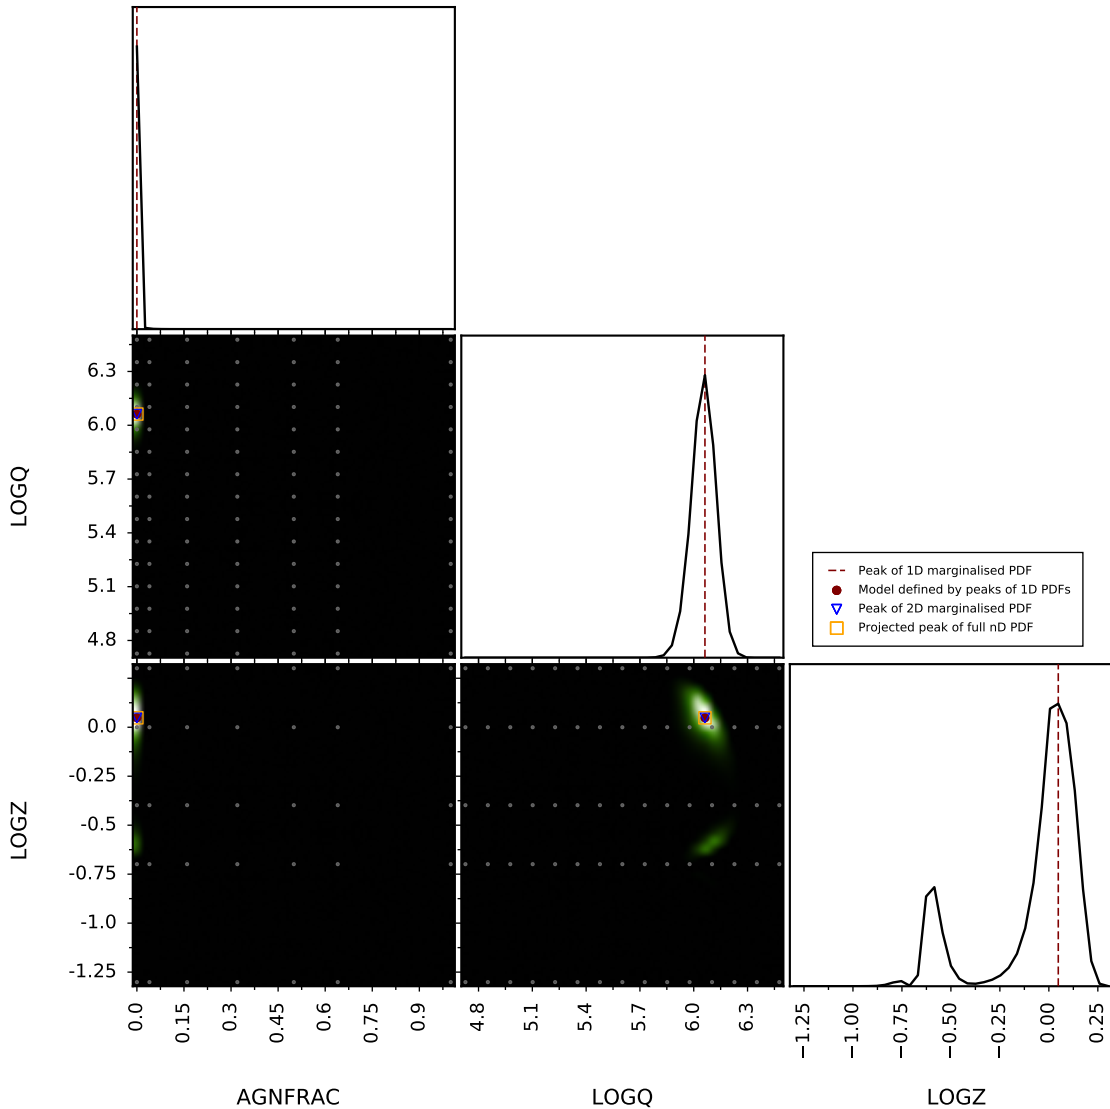 6.3
6.0
5.7
5.4
5.1
4.8
LOGQ
Peak of 1D marginalised PDF
Model defined by peaks of 1D PDFs
Peak of 2D marginalised PDF
Projected peak of full nD PDF
0.0
-0.25
-0.5
-0.75
-1.0
-1.25
LOGZ
0.0 0.15 0.3 0.45 0.6 0.75 0.9
4.8 5.1 5.4 5.7 6.0 6.3
−1.25 −1.00 −0.75 −0.50 −0.25 0.00 0.25
AGNFRAC LOGQ LOGZ